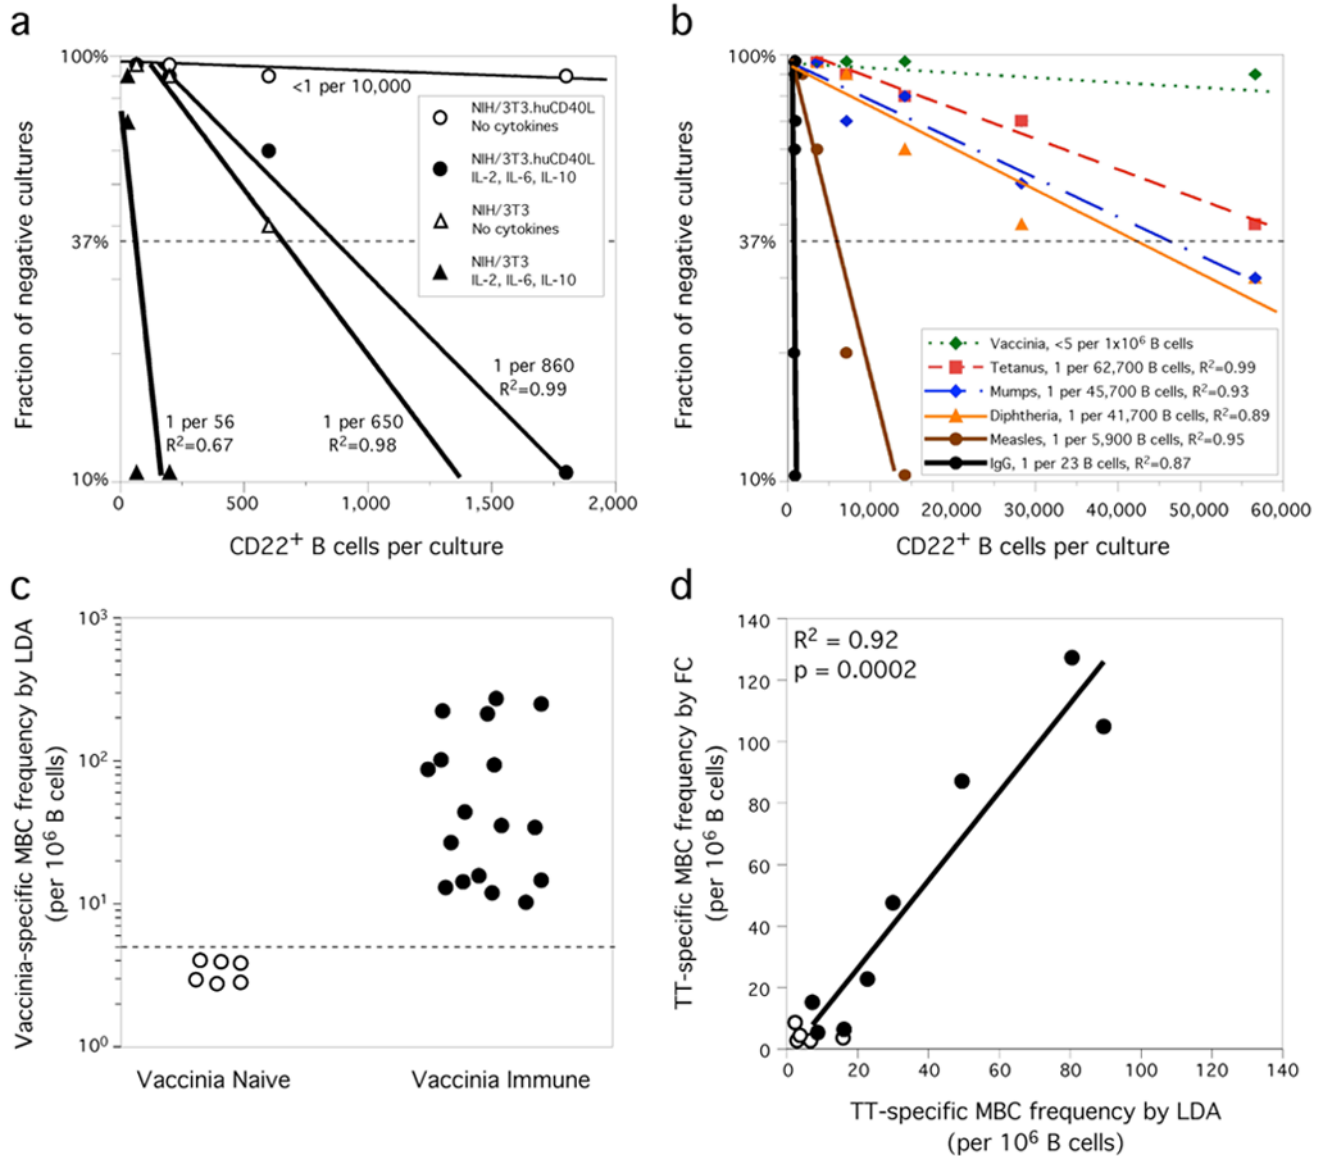 a
100%
37%
10%
Fraction of negative cultures
<1 per 10,000
NIH/3T3.huCD40L
No cytokines
NIH/3T3.huCD40L
IL-2, IL-6, IL-10
NIH/3T3
No cytokines
NIH/3T3
IL-2, IL-6, IL-10
1 per 860
R²=0.99
1 per 56
R²=0.67
1 per 650
R²=0.98
0 500 1,000 1,500 2,000
CD22⁺ B cells per culture
b
100%
37%
10%
Fraction of negative cultures
Vaccinia, <5 per 1x10⁶ B cells
Tetanus, 1 per 62,700 B cells, R²=0.99
Mumps, 1 per 45,700 B cells, R²=0.93
Diphtheria, 1 per 41,700 B cells, R²=0.89
Measles, 1 per 5,900 B cells, R²=0.95
IgG, 1 per 23 B cells, R²=0.87
0 10,000 20,000 30,000 40,000 50,000 60,000
CD22⁺ B cells per culture
c
Vaccinia-specific MBC frequency by LDA
(per 10⁶ B cells)
10³
10²
10¹
10⁰
Vaccinia Naive Vaccinia Immune
d
TT-specific MBC frequency by FC
(per 10⁶ B cells)
140
120
100
80
60
40
20
0
R² = 0.92
p = 0.0002
0 20 40 60 80 100 120 140
TT-specific MBC frequency by LDA
(per 10⁶ B cells)